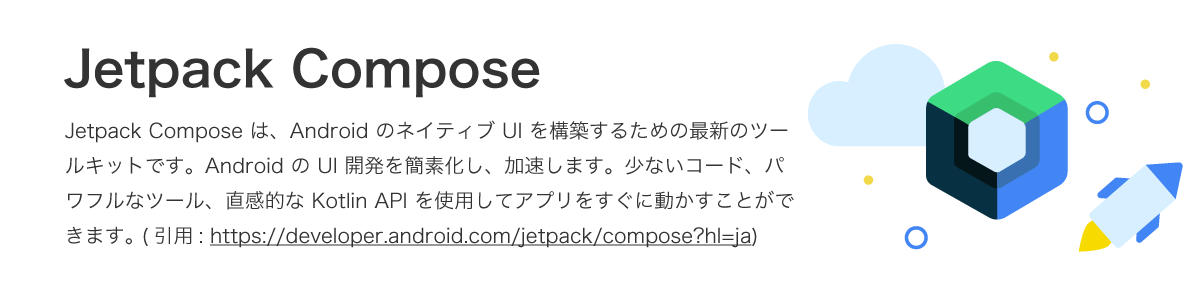 Jetpack Compose
Jetpack Compose は、Android のネイティブ UI を構築するための最新のツー
ルキットです。Android の UI 開発を簡素化し、加速します。少ないコード、パ
ワフルなツール、直感的な Kotlin API を使用してアプリをすぐに動かすことがで
きます。( 引用 : https://developer.android.com/jetpack/compose?hl=ja)